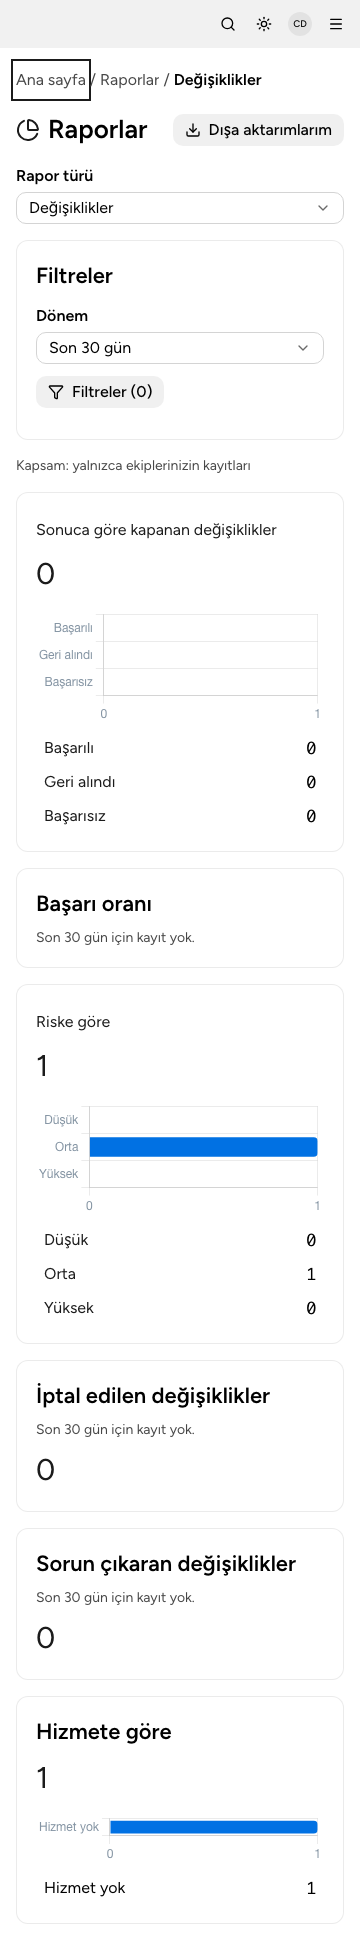 CD
Ana sayfa / Raporlar / Değişiklikler
Raporlar
Dışa aktarımlarım
Rapor türü
Değişiklikler
Filtreler
Dönem
Son 30 gün
Filtreler (0)
Kapsam: yalnızca ekiplerinizin kayıtları
Sonuca göre kapanan değişiklikler
0
Başarılı
Geri alındı
Başarısız
0 1
Başarılı 0
Geri alındı 0
Başarısız 0
Başarı oranı
Son 30 gün için kayıt yok.
Riske göre
1
Düşük
Orta
Yüksek
0 1
Düşük 0
Orta 1
Yüksek 0
İptal edilen değişiklikler
Son 30 gün için kayıt yok.
0
Sorun çıkaran değişiklikler
Son 30 gün için kayıt yok.
0
Hizmete göre
1
Hizmet yok
0 1
Hizmet yok 1